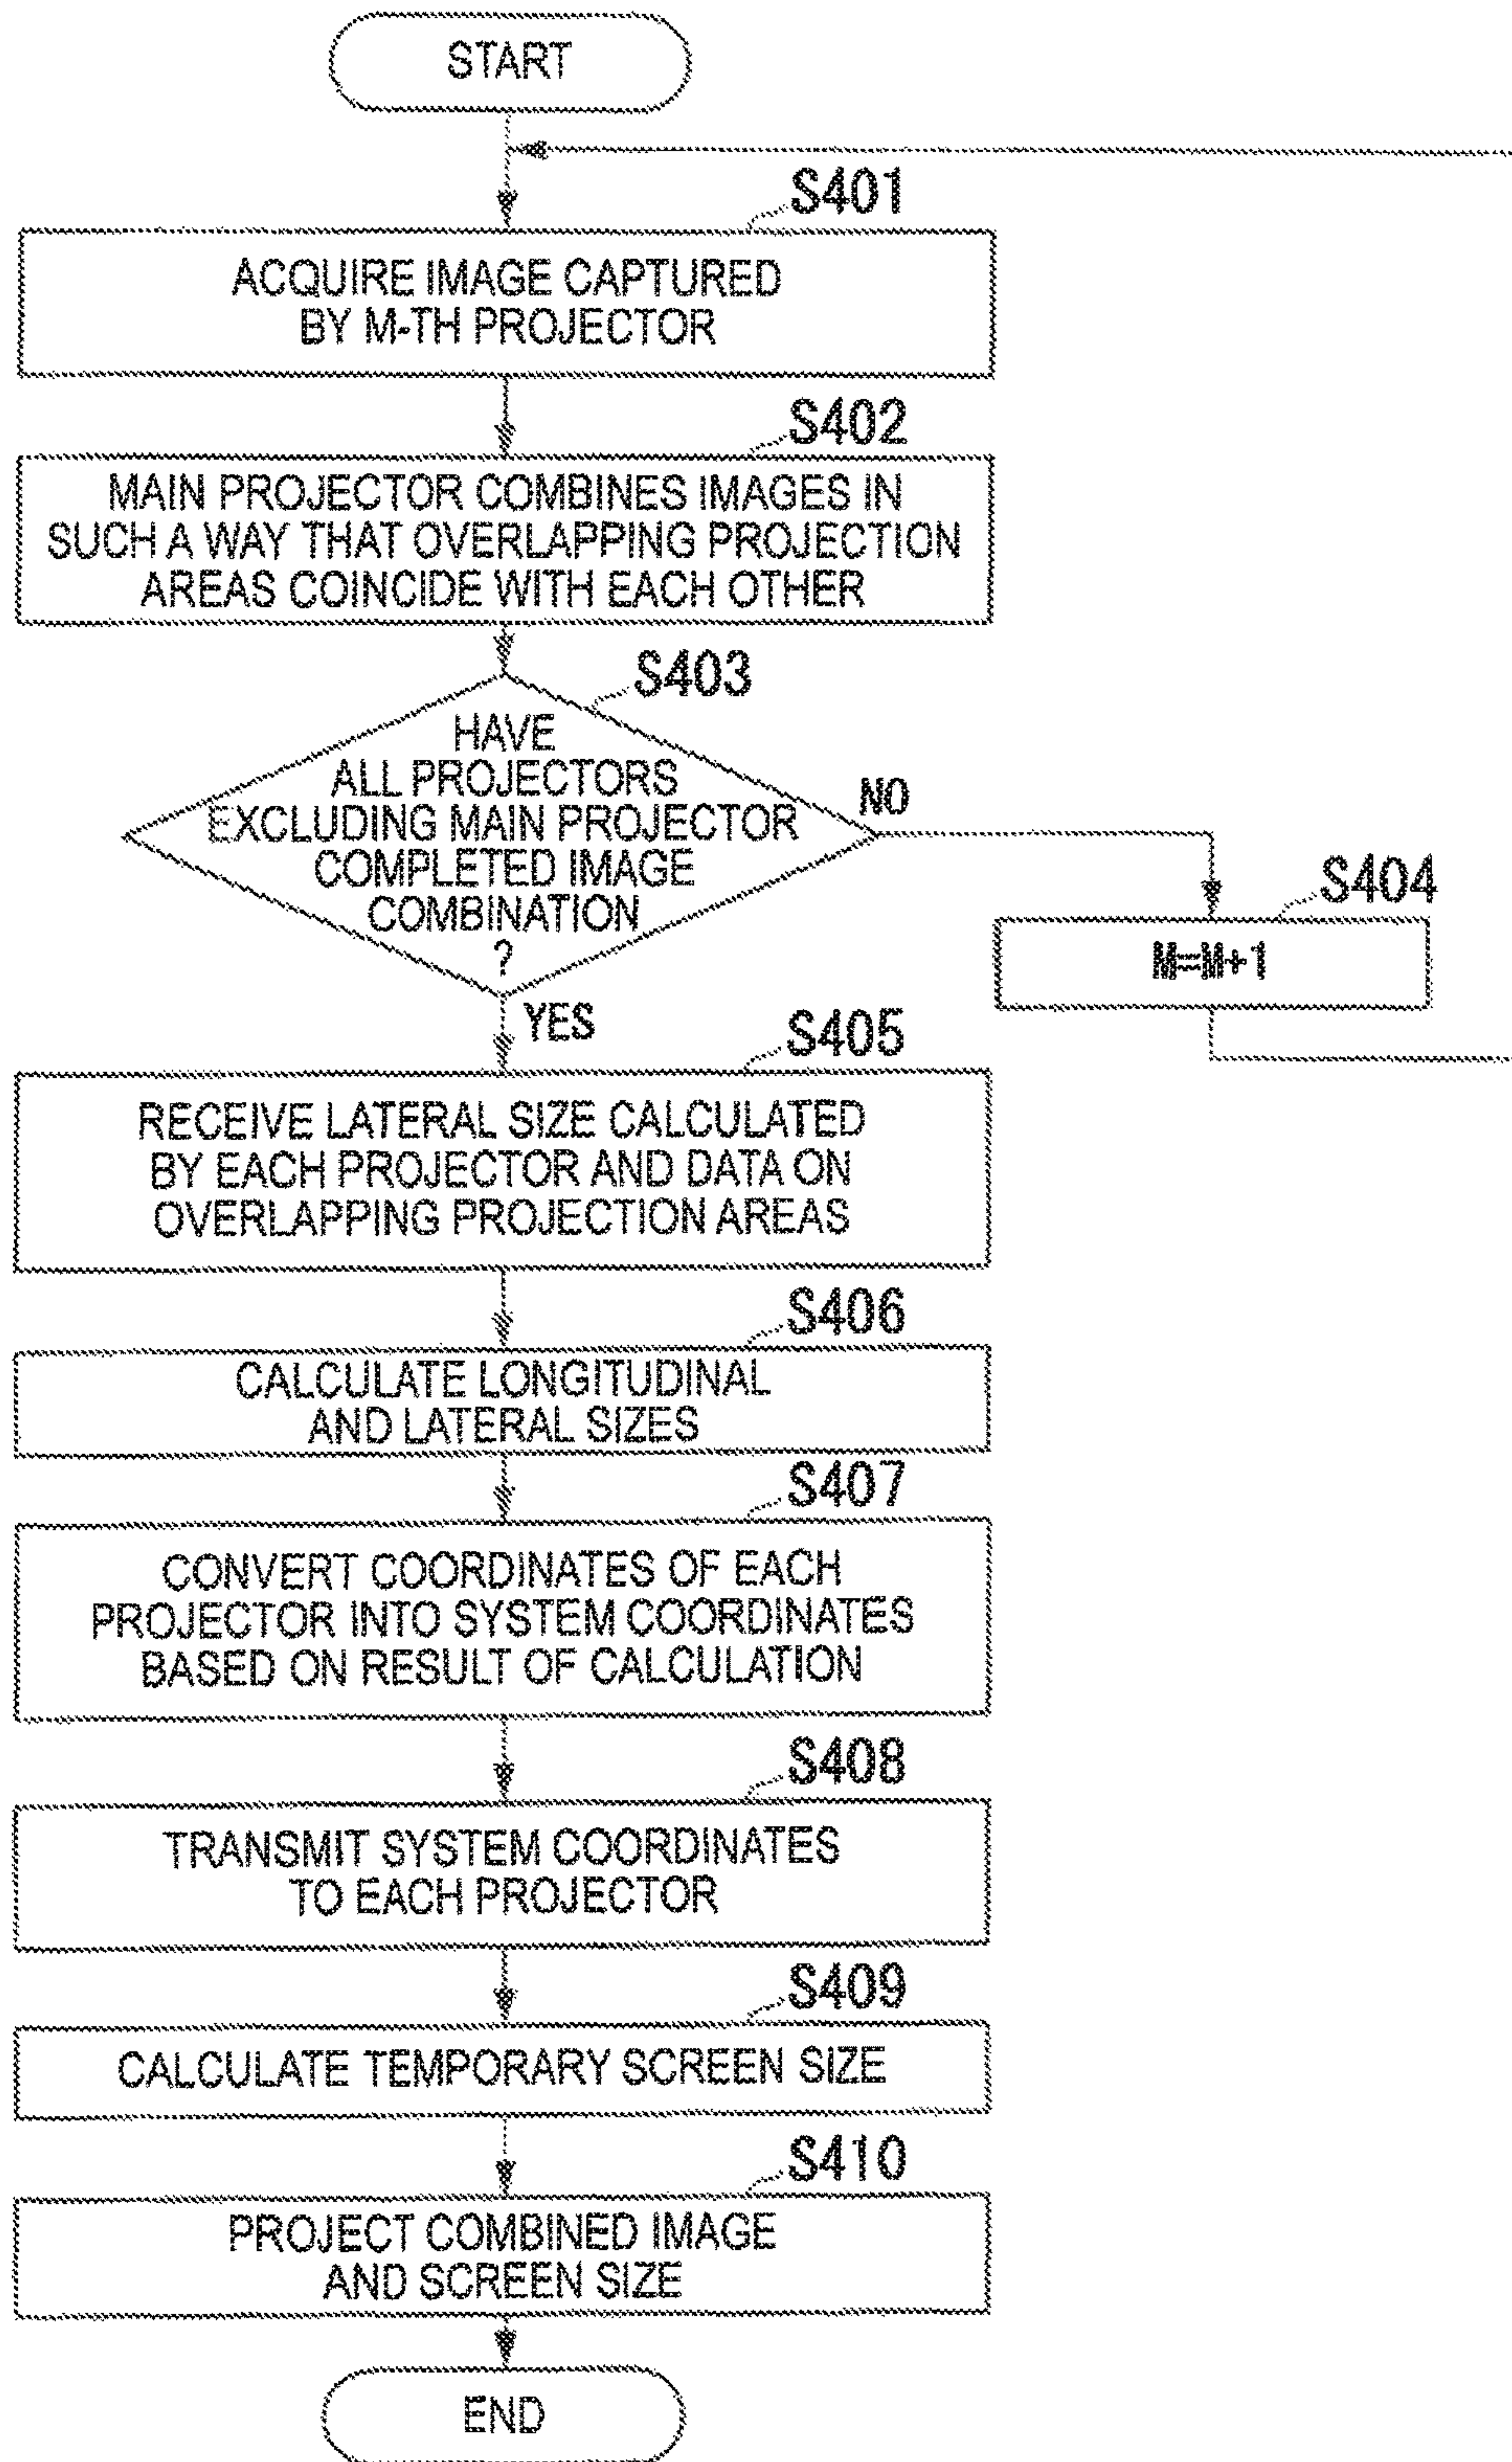 START
S401
ACQUIRE IMAGE CAPTURED
BY M-TH PROJECTOR
S402
MAIN PROJECTOR COMBINES IMAGES IN
SUCH A WAY THAT OVERLAPPING PROJECTION
AREAS COINCIDE WITH EACH OTHER
S403
HAVE
ALL PROJECTORS
EXCLUDING MAIN PROJECTOR
COMPLETED IMAGE
COMBINATION
?
NO
S404
M=M+1
YES
S405
RECEIVE LATERAL SIZE CALCULATED
BY EACH PROJECTOR AND DATA ON
OVERLAPPING PROJECTION AREAS
S406
CALCULATE LONGITUDINAL
AND LATERAL SIZES
S407
CONVERT COORDINATES OF EACH
PROJECTOR INTO SYSTEM COORDINATES
BASED ON RESULT OF CALCULATION
S408
TRANSMIT SYSTEM COORDINATES
TO EACH PROJECTOR
S409
CALCULATE TEMPORARY SCREEN SIZE
S410
PROJECT COMBINED IMAGE
AND SCREEN SIZE
END